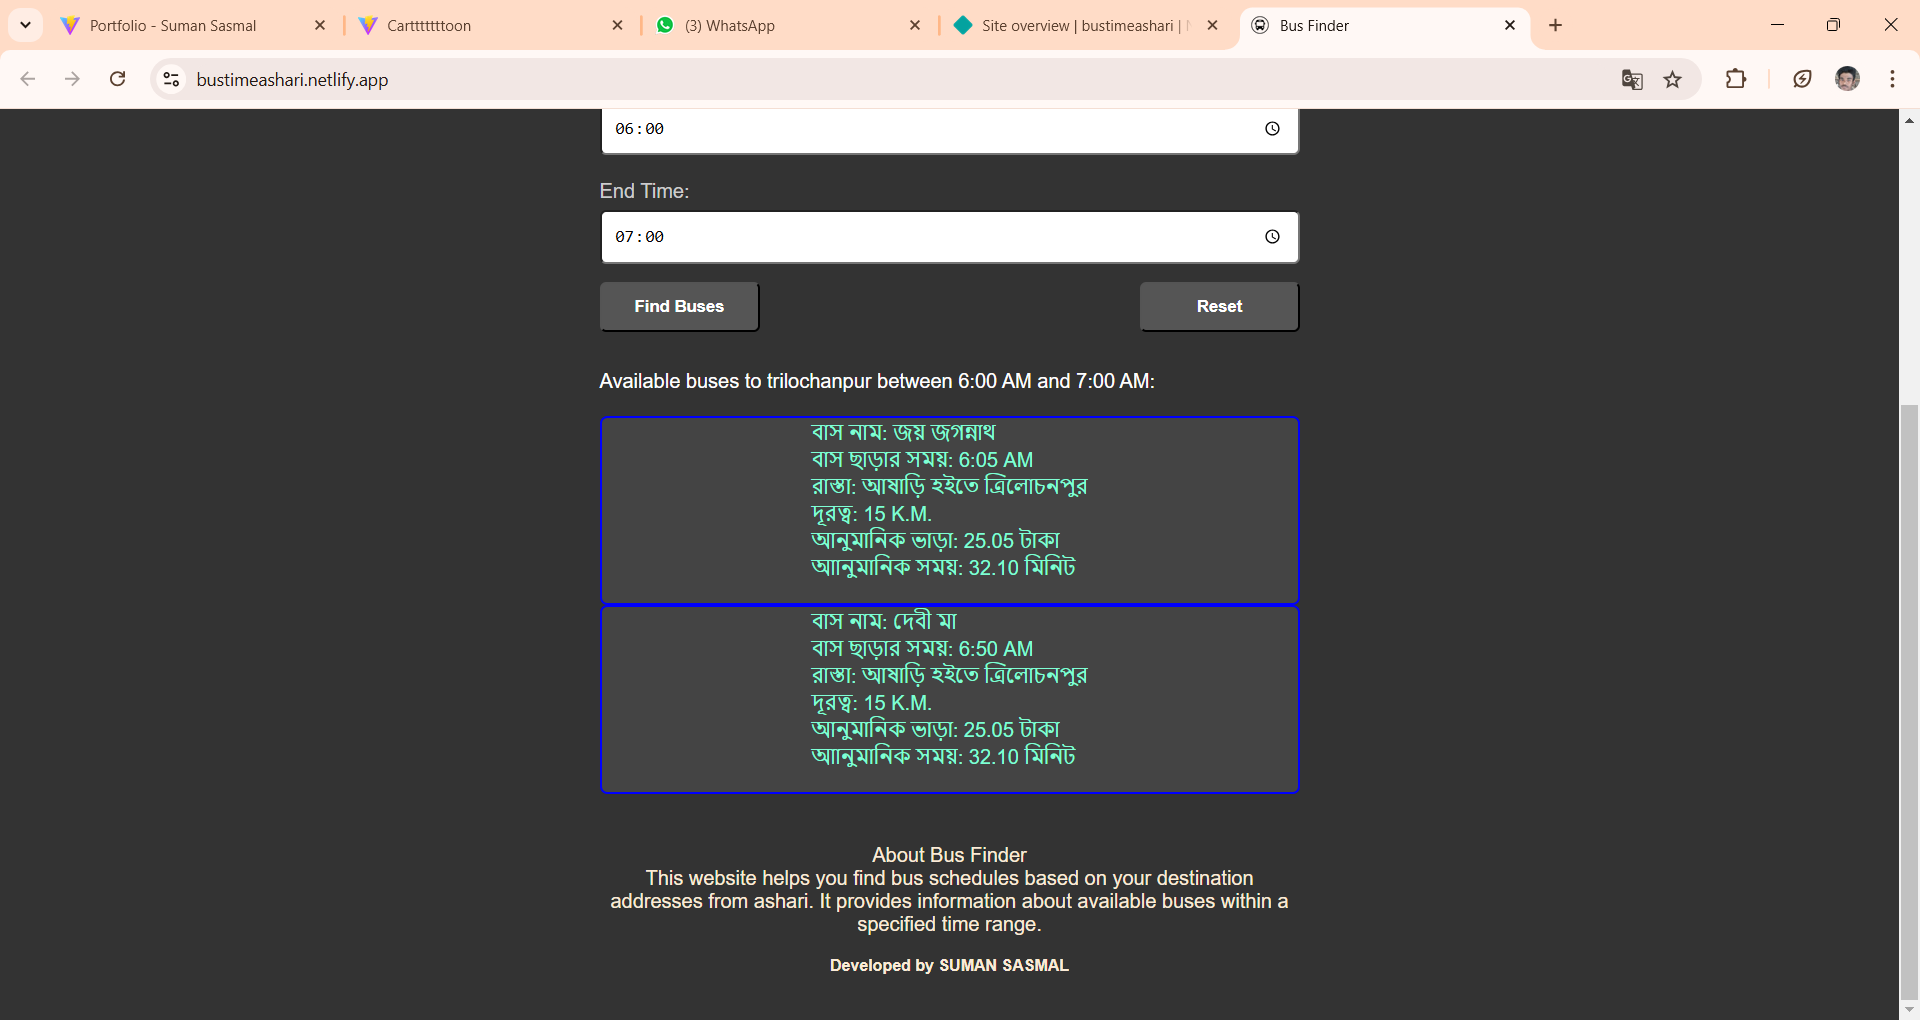 Portfolio - Suman Sasmal
Cartttttttoon
(3) WhatsApp
Site overview | bustimeashari |
Bus Finder
bustimeashari.netlify.app
06:00
End Time:
07:00
Find Buses
Reset
Available buses to trilochanpur between 6:00 AM and 7:00 AM:
বাস নাম: জয় জগন্নাথ
বাস ছাড়ার সময়: 6:05 AM
রাস্তা: আষাড়ি হইতে ত্রিলোচনপুর
দূরত্ব: 15 K.M.
আনুমানিক ভাড়া: 25.05 টাকা
আানুমানিক সময়: 32.10 মিনিট
বাস নাম: দেবী মা
বাস ছাড়ার সময়: 6:50 AM
রাস্তা: আষাড়ি হইতে ত্রিলোচনপুর
দূরত্ব: 15 K.M.
আনুমানিক ভাড়া: 25.05 টাকা
আানুমানিক সময়: 32.10 মিনিট
About Bus Finder
This website helps you find bus schedules based on your destination
addresses from ashari. It provides information about available buses within a
specified time range.
Developed by SUMAN SASMAL